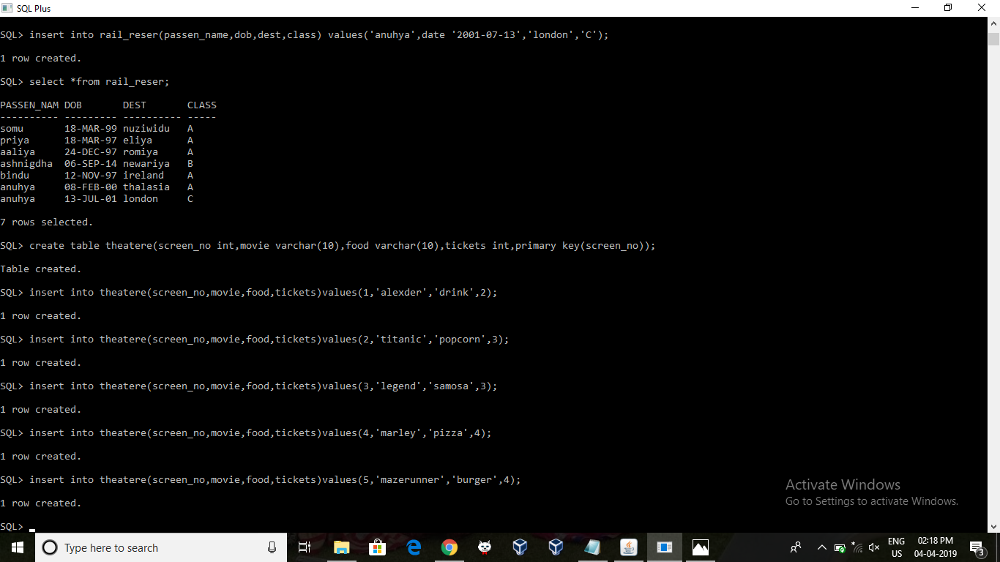 SQL Plus
SQL> insert into rail_reser(passen_name,dob,dest,class) values('anuhya',date '2001-07-13','london','C');
1 row created.
SQL> select *from rail_reser;
PASSEN_NAM DOB       DEST       CLASS
---------- --------- ---------- -----
somu       18-MAR-99 nuziwidu   A
priya      18-MAR-97 eliya      A
aaliya     24-DEC-97 romiya     A
ashnigdha  06-SEP-14 newariya   B
bindu      12-NOV-97 ireland    A
anuhya     08-FEB-00 thalasia   A
anuhya     13-JUL-01 london     C
7 rows selected.
SQL> create table theatere(screen_no int,movie varchar(10),food varchar(10),tickets int,primary key(screen_no));
Table created.
SQL> insert into theatere(screen_no,movie,food,tickets)values(1,'alexder','drink',2);
1 row created.
SQL> insert into theatere(screen_no,movie,food,tickets)values(2,'titanic','popcorn',3);
1 row created.
SQL> insert into theatere(screen_no,movie,food,tickets)values(3,'legend','samosa',3);
1 row created.
SQL> insert into theatere(screen_no,movie,food,tickets)values(4,'marley','pizza',4);
1 row created.
SQL> insert into theatere(screen_no,movie,food,tickets)values(5,'mazerunner','burger',4);
1 row created.
SQL>
Activate Windows
Go to Settings to activate Windows.
Type here to search
ENG
US
02:18 PM
04-04-2019
3